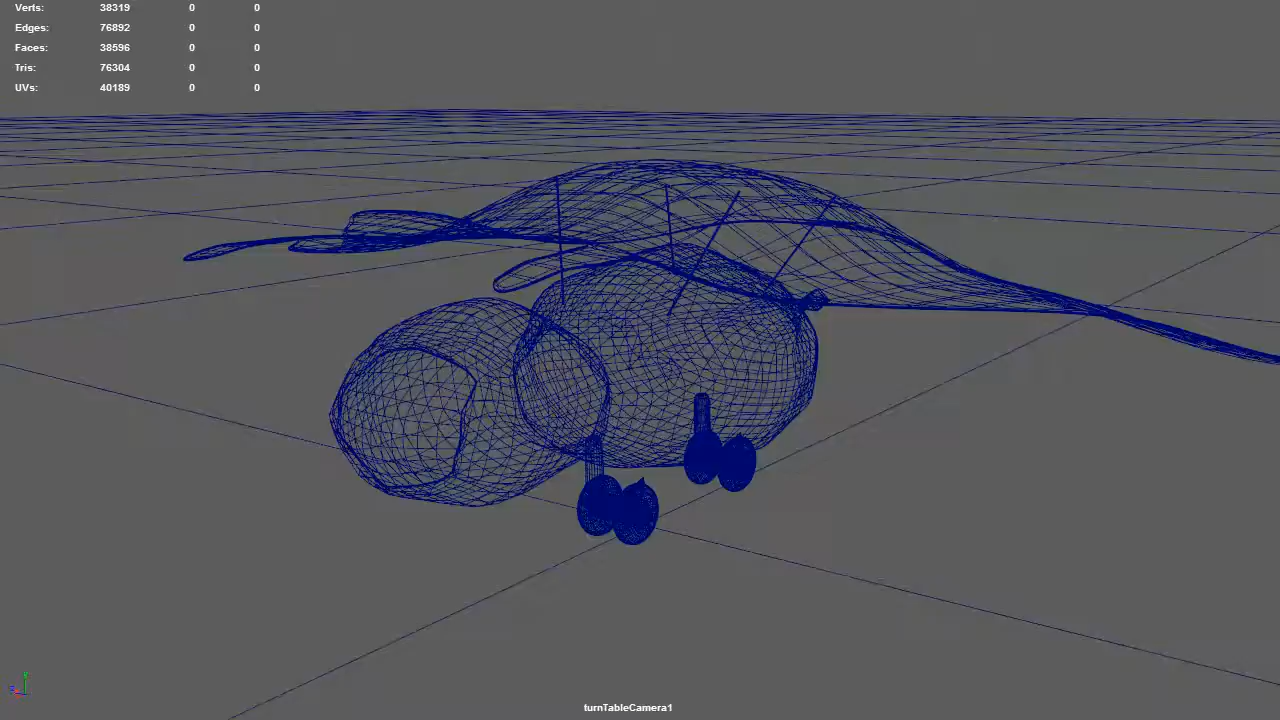 Verts: 38319 0 0
Edges: 76892 0 0
Faces: 38596 0 0
Tris: 76304 0 0
UVs: 40189 0 0
turnTableCamera1